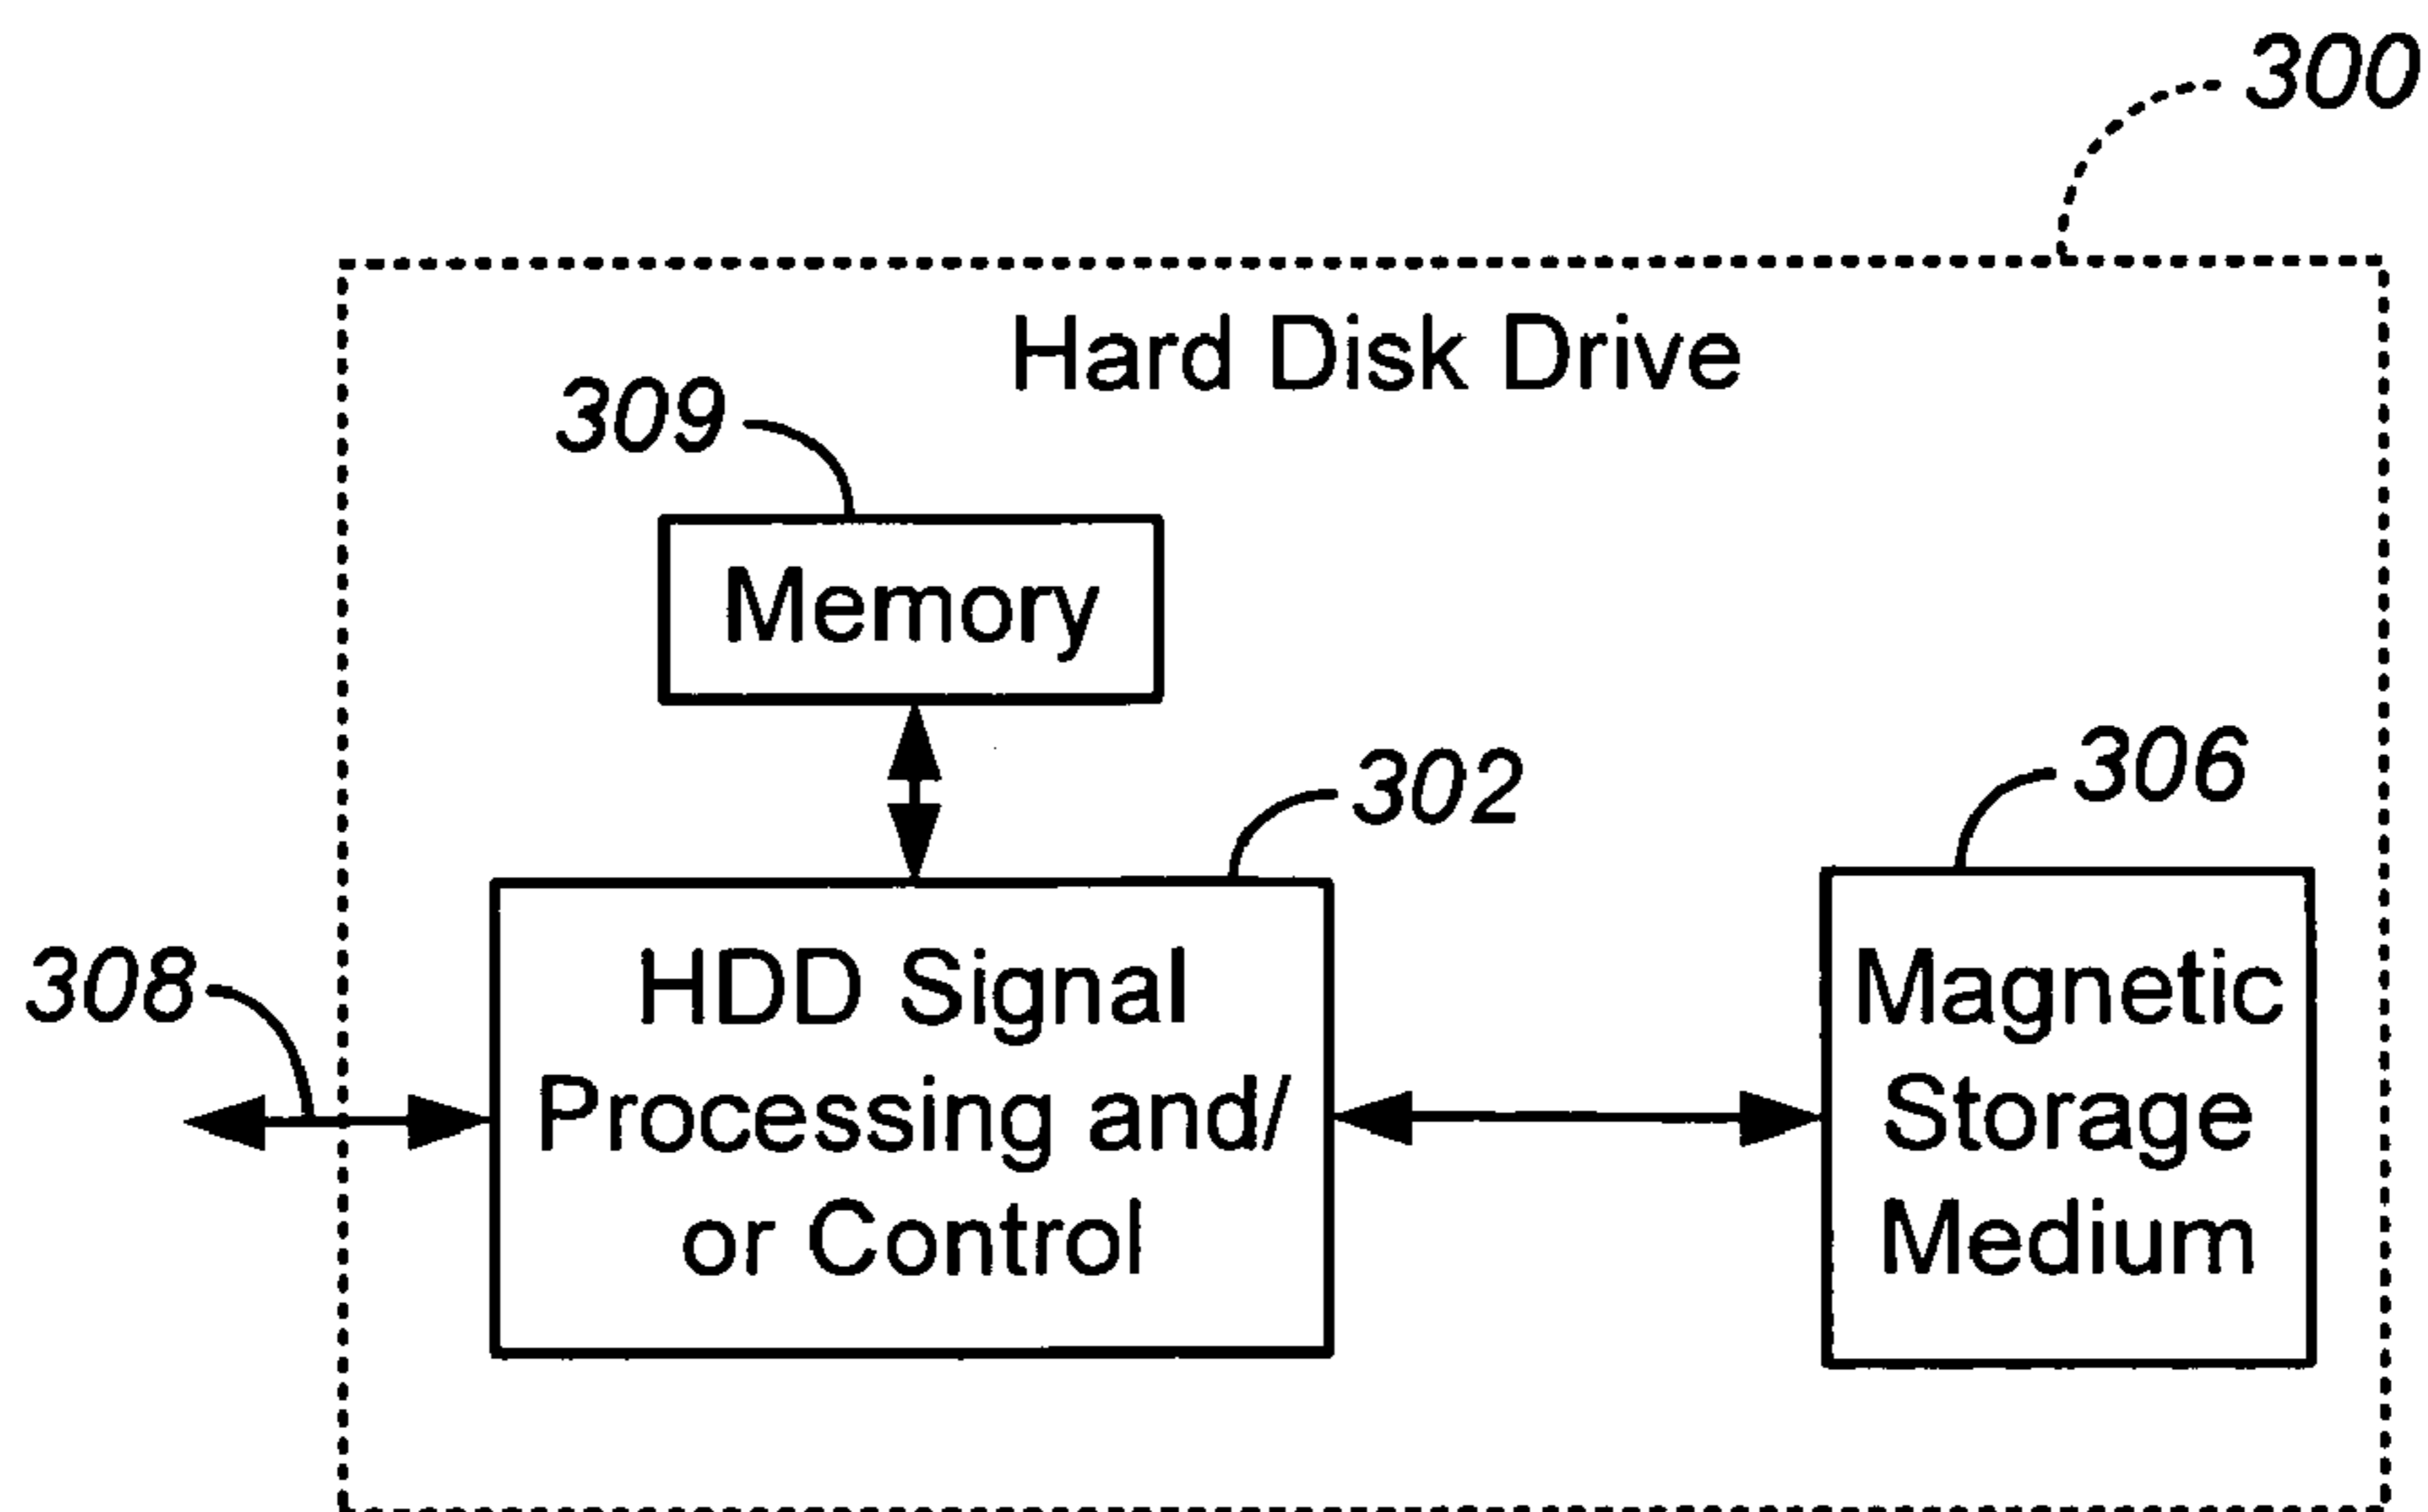 300
Hard Disk Drive
309
Memory
302
306
308
HDD Signal
Processing and/
or Control
Magnetic
Storage
Medium